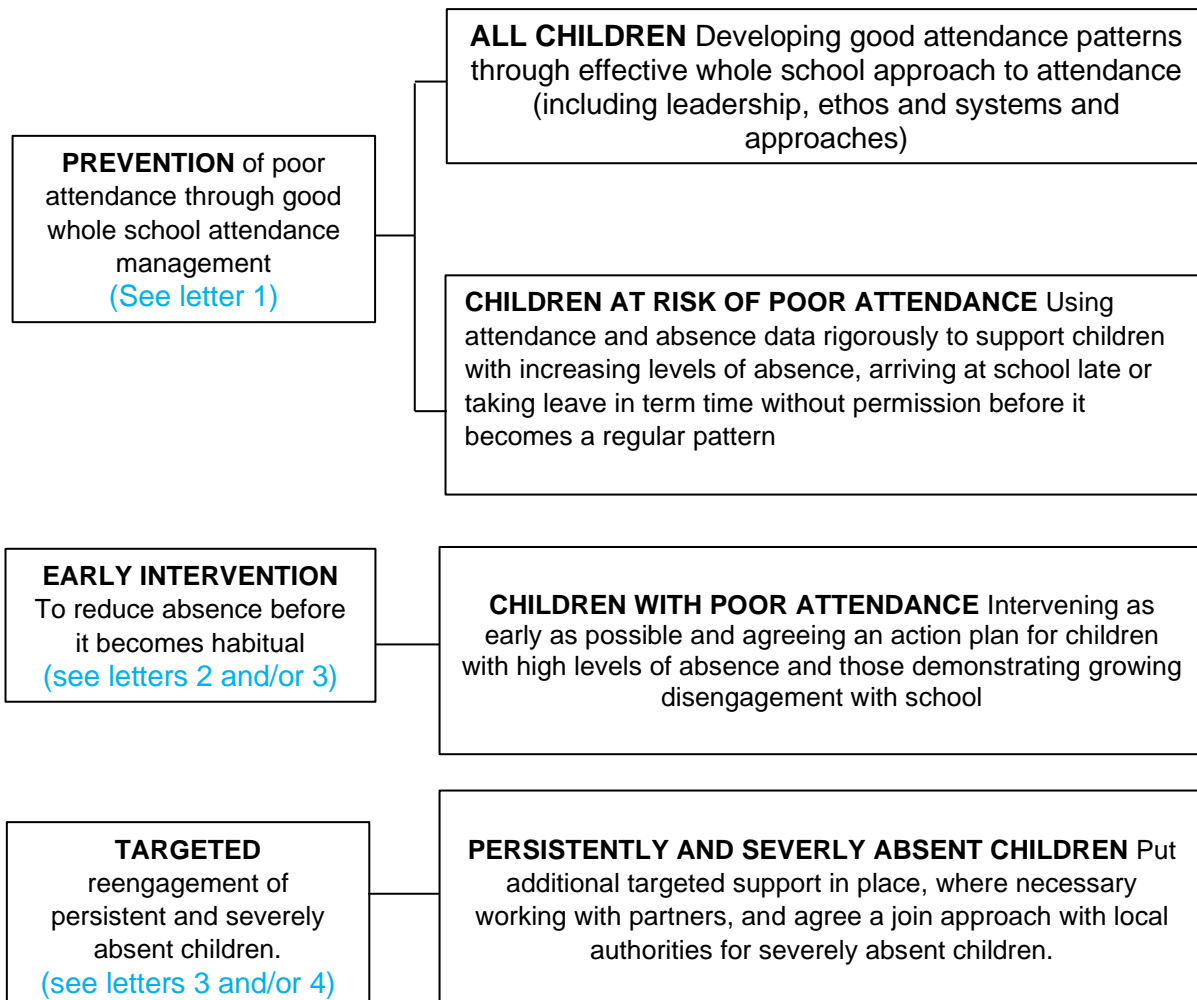 PREVENTION of poor
attendance through good
whole school attendance
management
(See letter 1)
ALL CHILDREN Developing good attendance patterns
through effective whole school approach to attendance
(including leadership, ethos and systems and
approaches)
CHILDREN AT RISK OF POOR ATTENDANCE Using
attendance and absence data rigorously to support children
with increasing levels of absence, arriving at school late or
taking leave in term time without permission before it
becomes a regular pattern
EARLY INTERVENTION
To reduce absence before
it becomes habitual
(see letters 2 and/or 3)
CHILDREN WITH POOR ATTENDANCE Intervening as
early as possible and agreeing an action plan for children
with high levels of absence and those demonstrating growing
disengagement with school
TARGETED
reengagement of
persistent and severely
absent children.
(see letters 3 and/or 4)
PERSISTENTLY AND SEVERLY ABSENT CHILDREN Put
additional targeted support in place, where necessary
working with partners, and agree a join approach with local
authorities for severely absent children.